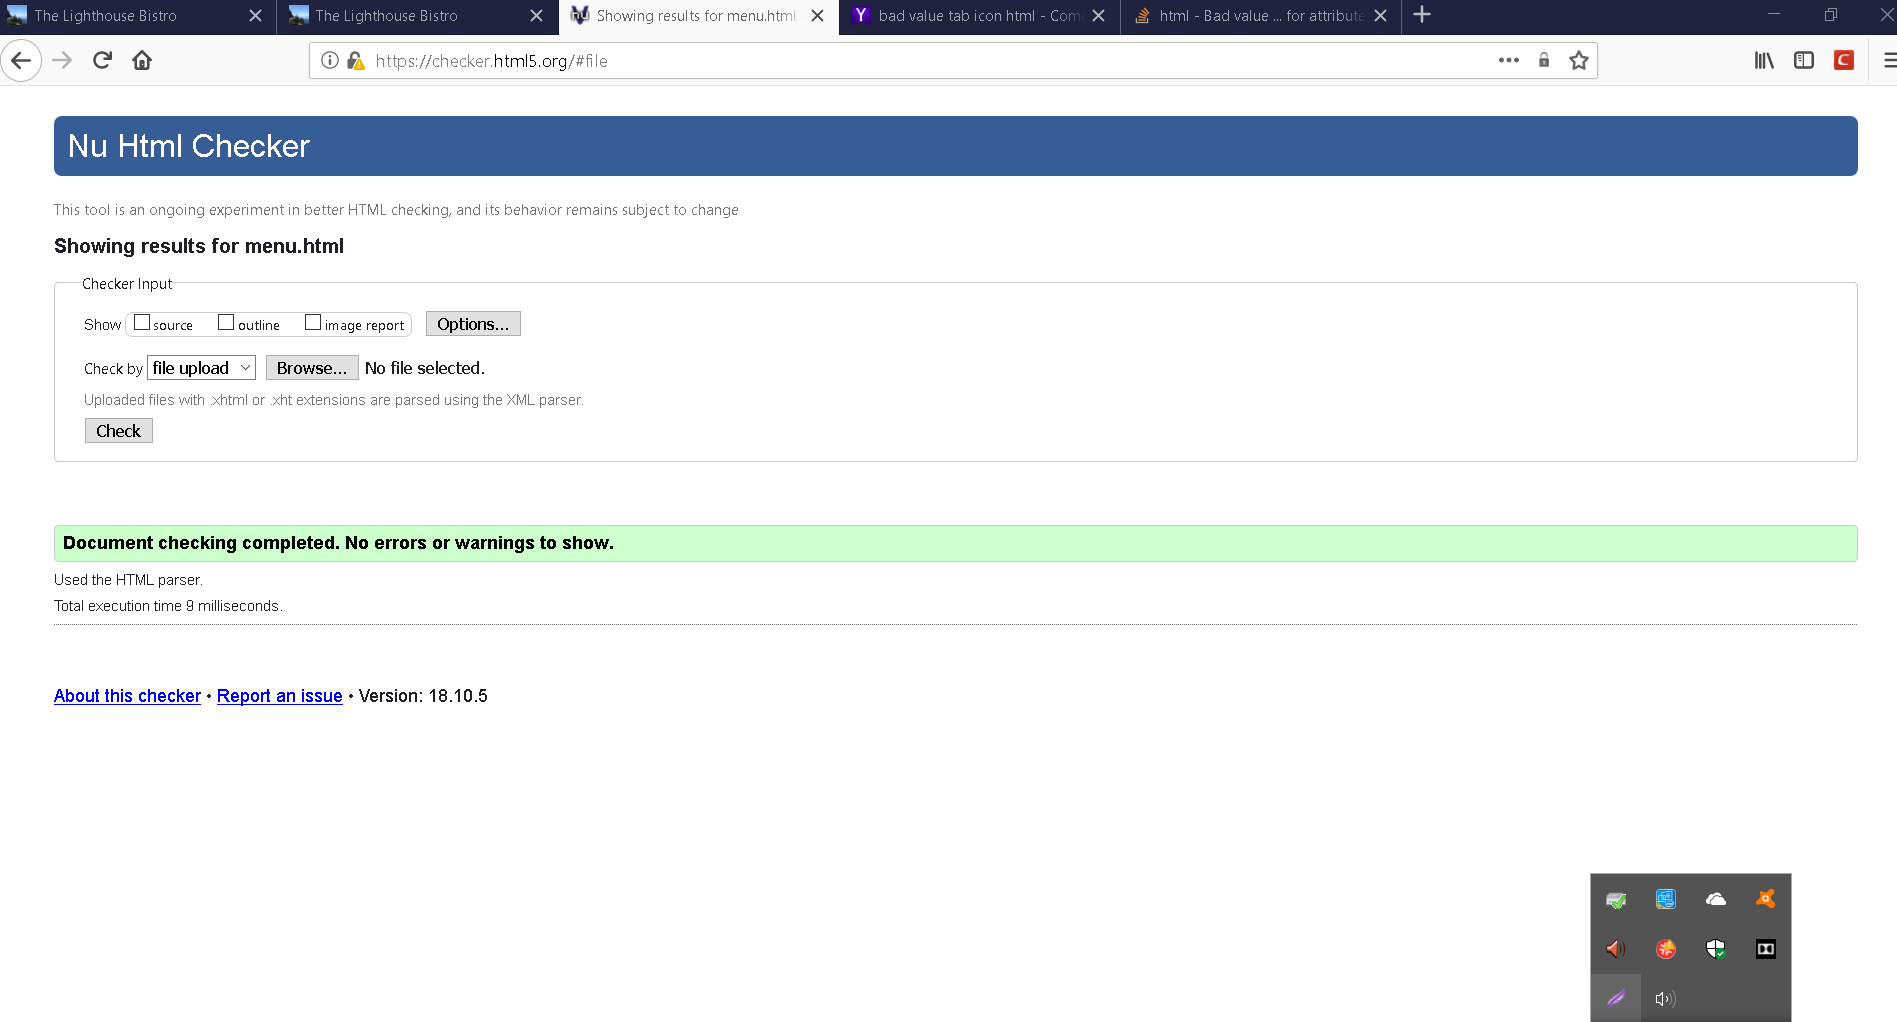 The Lighthouse Bistro
The Lighthouse Bistro
Showing results for menu.html
bad value tab icon html - Com
html - Bad value ... for attribute
https://checker.html5.org/#file
Nu Html Checker
This tool is an ongoing experiment in better HTML checking, and its behavior remains subject to change
Showing results for menu.html
Checker Input
Show source outline image report Options...
Check by file upload Browse... No file selected.
Uploaded files with .xhtml or .xht extensions are parsed using the XML parser.
Check
Document checking completed. No errors or warnings to show.
Used the HTML parser.
Total execution time 9 milliseconds.
About this checker • Report an issue • Version: 18.10.5